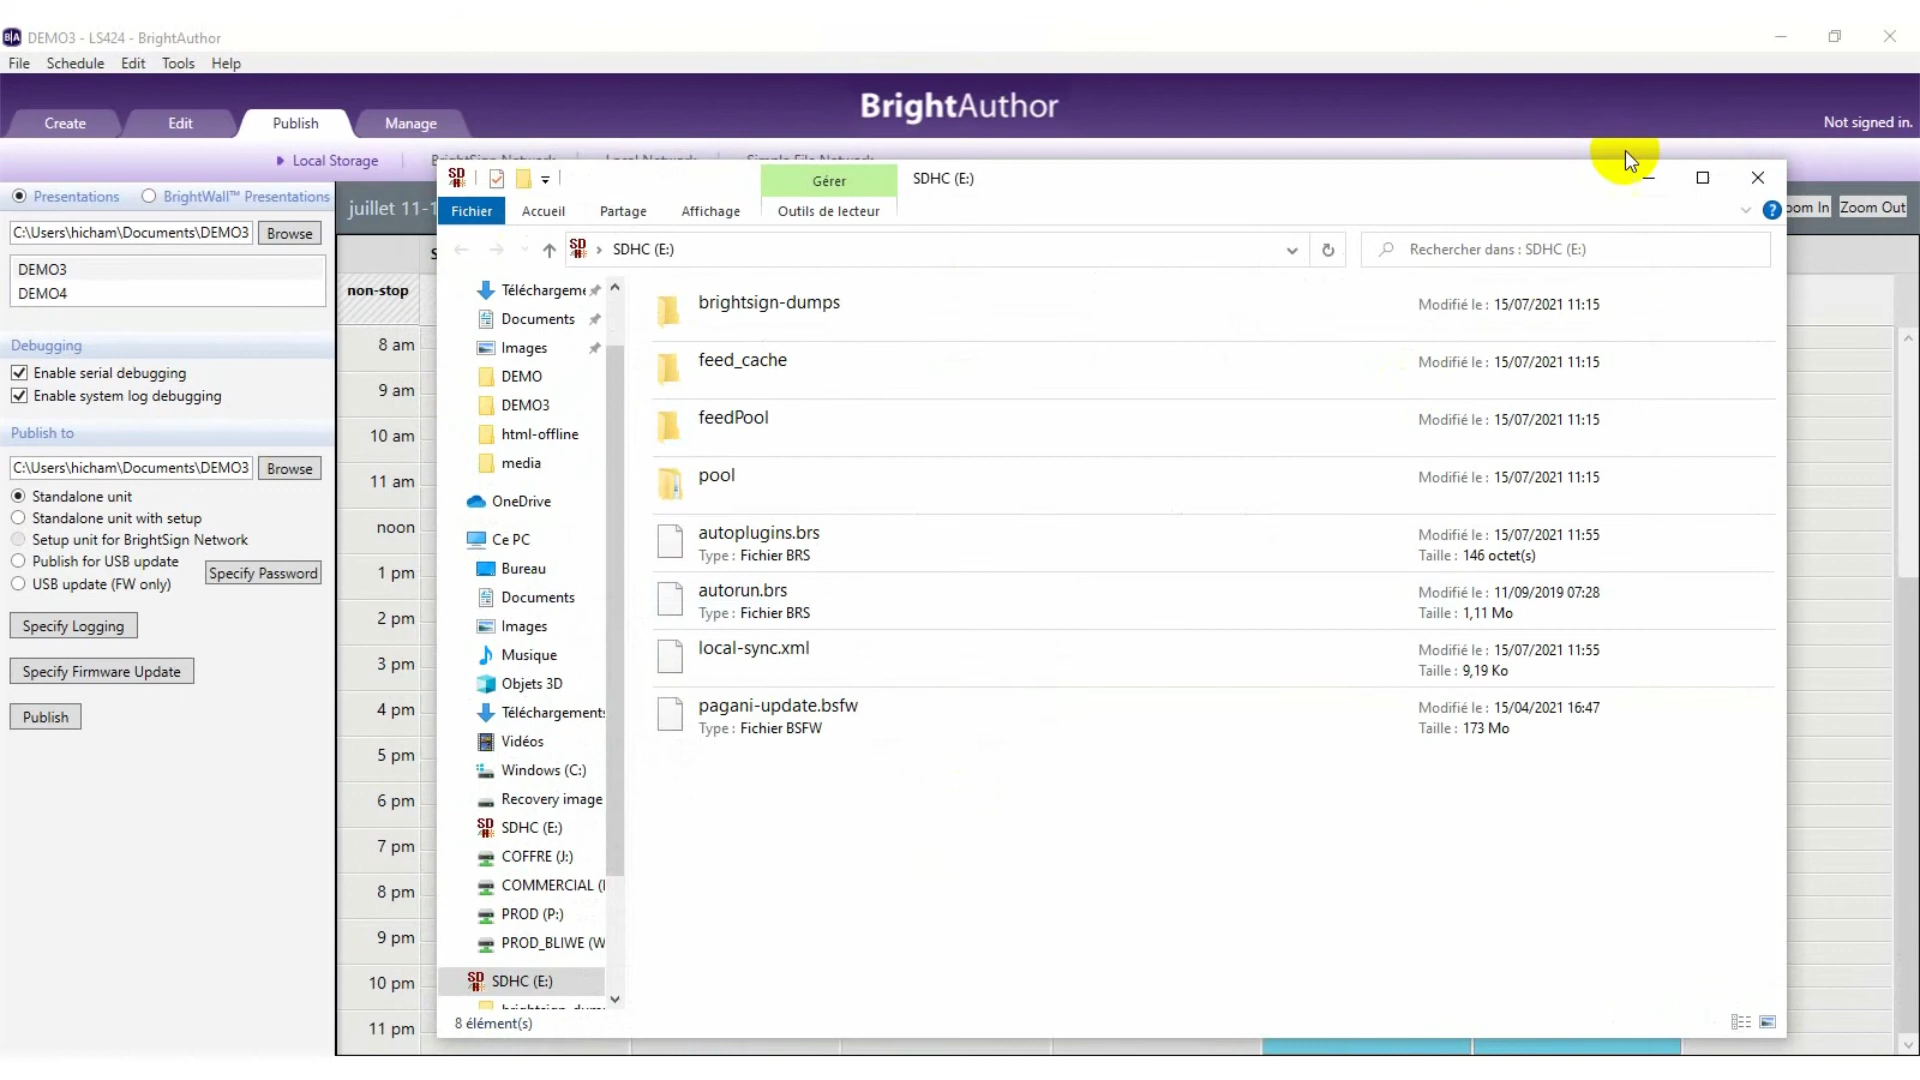 DEMO3 - LS424 - BrightAuthor
File Schedule Edit Tools Help
BrightAuthor
Create Edit Publish Manage
Not signed in.
Local Storage
Presentations BrightWall™ Presentations
C:\Users\hicham\Documents\DEMO3 Browse
DEMO3
DEMO4
Debugging
Enable serial debugging
Enable system log debugging
Publish to
C:\Users\hicham\Documents\DEMO3 Browse
Standalone unit
Standalone unit with setup
Setup unit for BrightSign Network
Publish for USB update
USB update (FW only)
Specify Password
Specify Logging
Specify Firmware Update
Publish
juillet 11-1
Zoom Out
non-stop
8 am
9 am
10 am
11 am
noon
1 pm
2 pm
3 pm
4 pm
5 pm
6 pm
7 pm
8 pm
9 pm
10 pm
11 pm
Gérer SDHC (E:)
Fichier Accueil Partage Affichage Outils de lecteur
SDHC (E:)
Rechercher dans : SDHC (E:)
Téléchargeme
Documents
Images
DEMO
DEMO3
html-offline
media
OneDrive
Ce PC
Bureau
Documents
Images
Musique
Objets 3D
Téléchargements
Vidéos
Windows (C:)
Recovery image
SDHC (E:)
COFFRE (J:)
COMMERCIAL (
PROD (P:)
PROD_BLIWE (W
SDHC (E:)
brightsign-dumps
Modifié le : 15/07/2021 11:15
feed_cache
Modifié le : 15/07/2021 11:15
feedPool
Modifié le : 15/07/2021 11:15
pool
Modifié le : 15/07/2021 11:15
autoplugins.brs
Modifié le : 15/07/2021 11:55
Type : Fichier BRS
Taille : 146 octet(s)
autorun.brs
Modifié le : 11/09/2019 07:28
Type : Fichier BRS
Taille : 1,11 Mo
local-sync.xml
Modifié le : 15/07/2021 11:55
Taille : 9,19 Ko
pagani-update.bsfw
Modifié le : 15/04/2021 16:47
Type : Fichier BSFW
Taille : 173 Mo
8 élément(s)